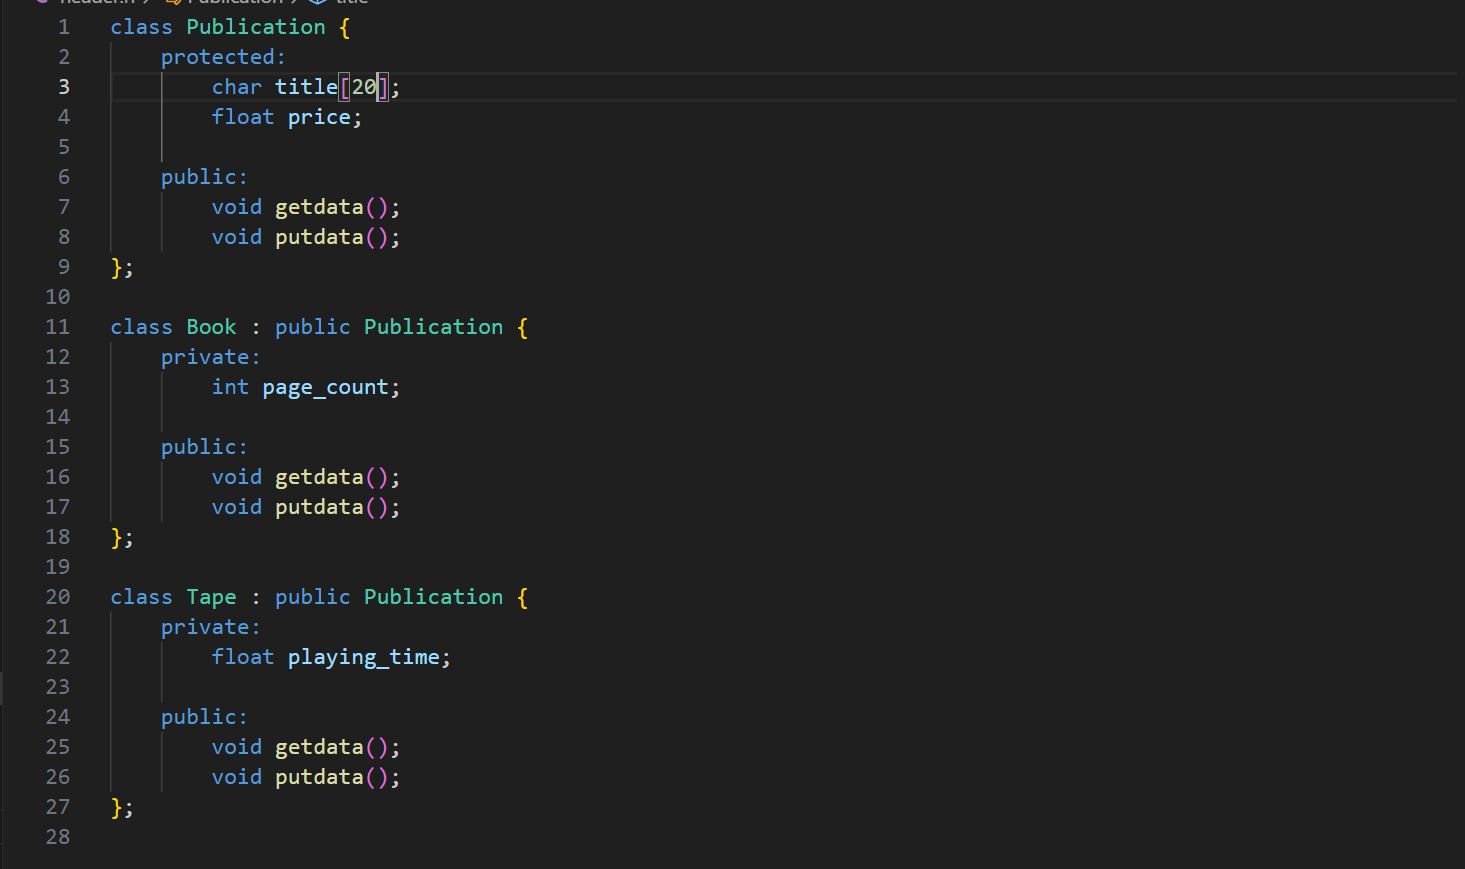 header.h > Publication > title
1 class Publication {
2     protected:
3         char title[20];
4         float price;
5
6     public:
7         void getdata();
8         void putdata();
9 };
10
11 class Book : public Publication {
12     private:
13         int page_count;
14
15     public:
16         void getdata();
17         void putdata();
18 };
19
20 class Tape : public Publication {
21     private:
22         float playing_time;
23
24     public:
25         void getdata();
26         void putdata();
27 };
28